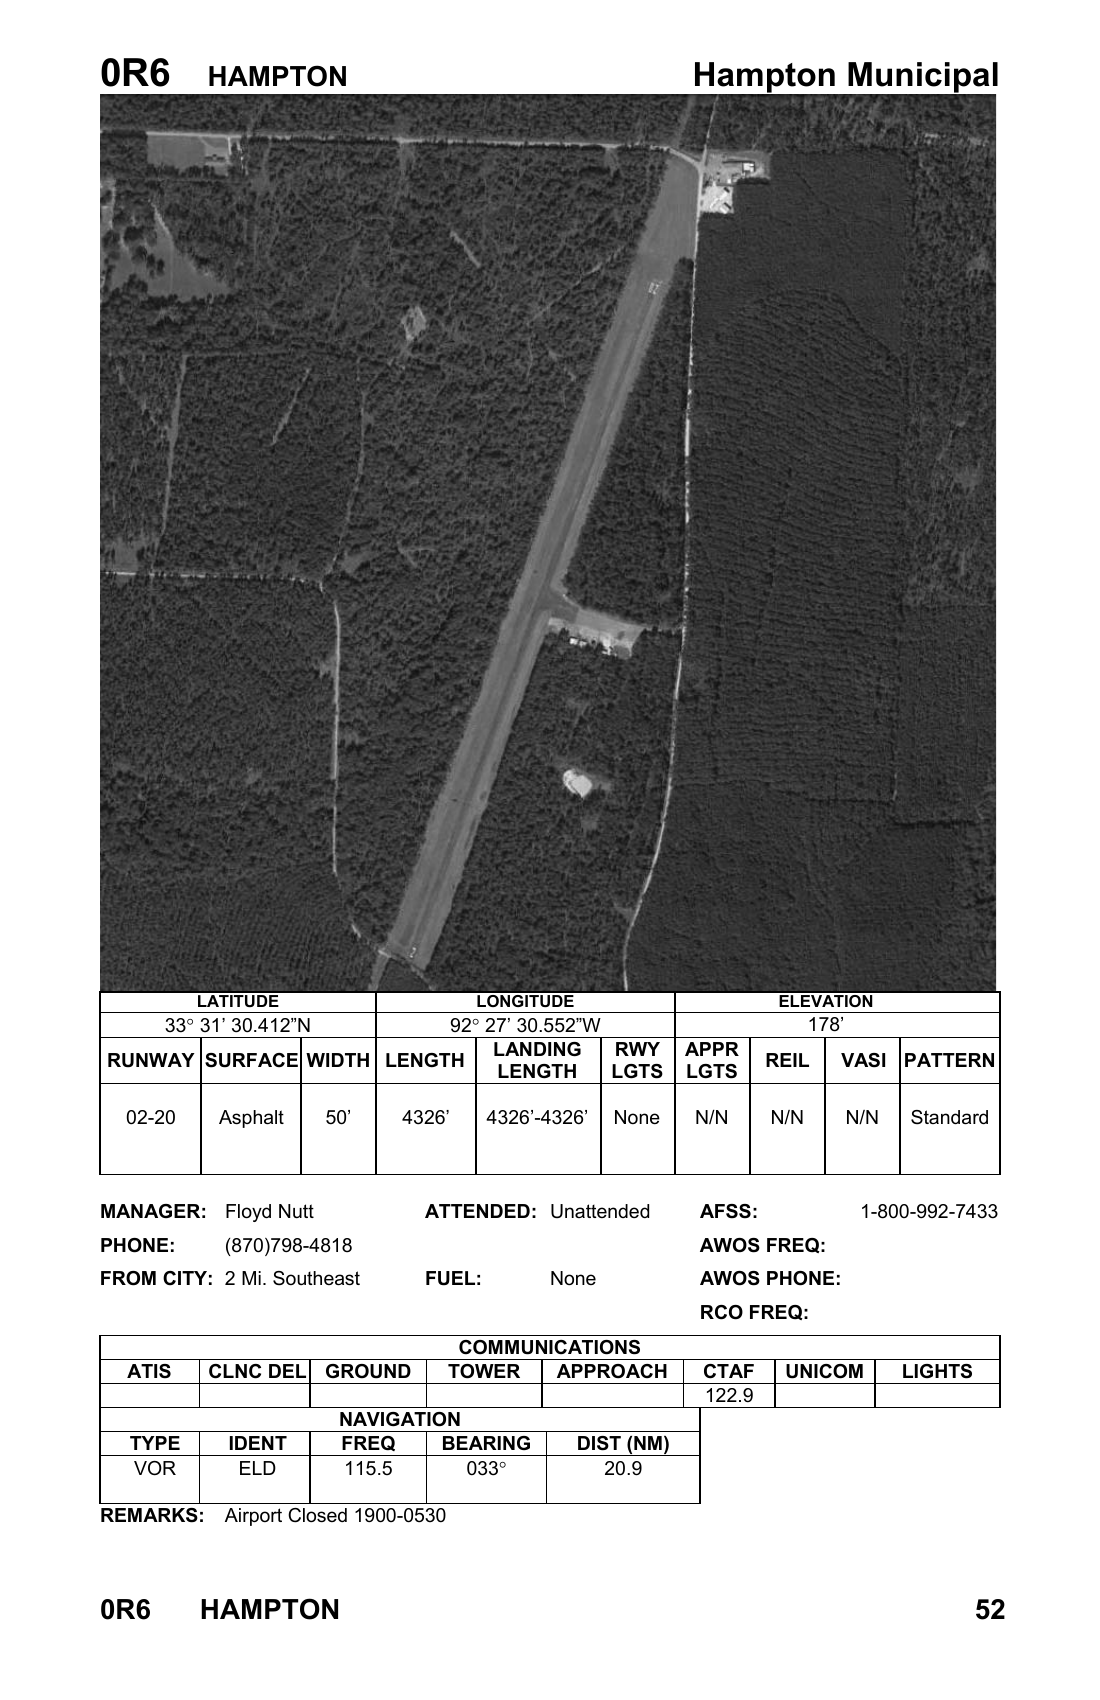 0R6 HAMPTON Hampton Municipal
LATITUDE LONGITUDE ELEVATION
33° 31’ 30.412”N 92° 27’ 30.552”W 178’
RUNWAY SURFACE WIDTH LENGTH LANDING LENGTH RWY LGTS APPR LGTS REIL VASI PATTERN
02-20 Asphalt 50’ 4326’ 4326’-4326’ None N/N N/N N/N Standard
MANAGER: Floyd Nutt ATTENDED: Unattended AFSS: 1-800-992-7433
PHONE: (870)798-4818 AWOS FREQ:
FROM CITY: 2 Mi. Southeast FUEL: None AWOS PHONE:
RCO FREQ:
COMMUNICATIONS
ATIS CLNC DEL GROUND TOWER APPROACH CTAF UNICOM LIGHTS
122.9
NAVIGATION
TYPE IDENT FREQ BEARING DIST (NM)
VOR ELD 115.5 033° 20.9
REMARKS: Airport Closed 1900-0530
0R6 HAMPTON 52